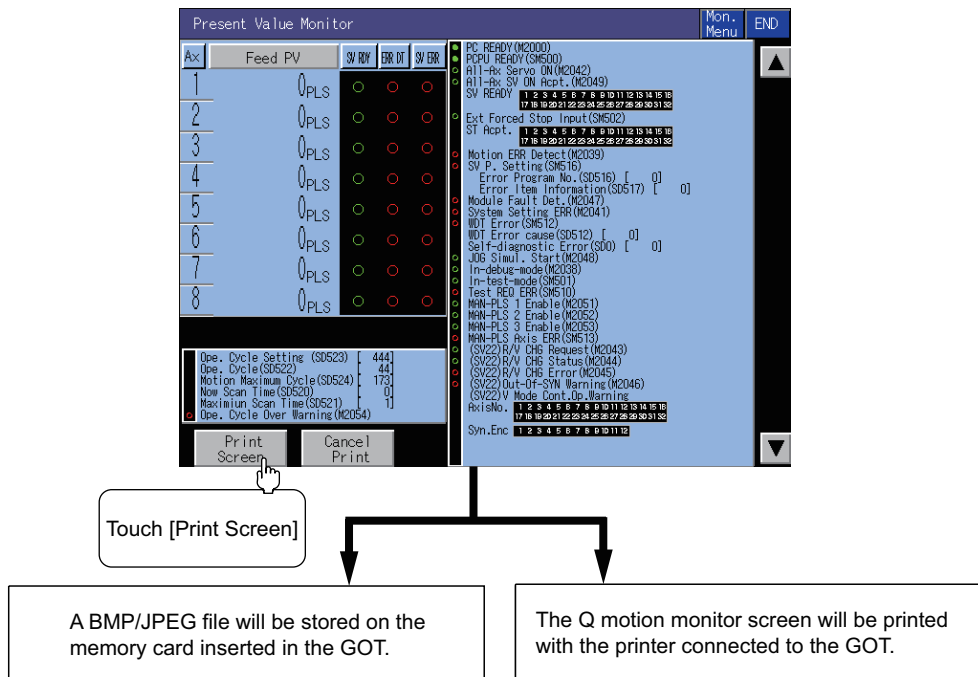 Present Value Monitor
Mon. Menu
END
Ax Feed PV SV RDY ERR DT SV ERR
1 0PLS
2 0PLS
3 0PLS
4 0PLS
5 0PLS
6 0PLS
7 0PLS
8 0PLS
Ope. Cycle Setting (SD523) [ 444]
Ope. Cycle(SD522) [ 44]
Motion Maximum Cycle(SD524) [ 173]
Now Scan Time(SD520) [ 0]
Maximiun Scan Time(SD521) [ 1]
Ope. Cycle Over Warning(M2054)
Print Screen
Cancel Print
PC READY(M2000)
PCPU READY(SM500)
All-Ax Servo ON(M2042)
All-Ax SV ON Acpt.(M2049)
SV READY 1 2 3 4 5 6 7 8 9 10 11 12 13 14 15 16
17 18 19 20 21 22 23 24 25 26 27 28 29 30 31 32
Ext Forced Stop Input(SM502)
ST Acpt. 1 2 3 4 5 6 7 8 9 10 11 12 13 14 15 16
17 18 19 20 21 22 23 24 25 26 27 28 29 30 31 32
Motion ERR Detect(M2039)
SV P. Setting(SM516)
Error Program No.(SD516) [ 0]
Error Item Information(SD517) [ 0]
Module Fault Det.(M2047)
System Setting ERR(M2041)
WDT Error(SM512)
WDT Error cause(SD512) [ 0]
Self-diagnostic Error(SD0) [ 0]
JOG Simul. Start(M2048)
In-debug-mode(M2038)
In-test-mode(SM501)
Test REQ ERR(SM510)
MAN-PLS 1 Enable(M2051)
MAN-PLS 2 Enable(M2052)
MAN-PLS 3 Enable(M2053)
MAN-PLS Axis ERR(SM513)
(SV22)R/V CHG Request(M2043)
(SV22)R/V CHG Status(M2044)
(SV22)R/V CHG Error(M2045)
(SV22)Out-Of-SYN Warning(M2046)
(SV22)V Mode Cont.Op.Warning
AxisNo. 1 2 3 4 5 6 7 8 9 10 11 12 13 14 15 16
17 18 19 20 21 22 23 24 25 26 27 28 29 30 31 32
Syn.Enc 1 2 3 4 5 6 7 8 9 10 11 12
Touch [Print Screen]
A BMP/JPEG file will be stored on the
memory card inserted in the GOT.
The Q motion monitor screen will be printed
with the printer connected to the GOT.